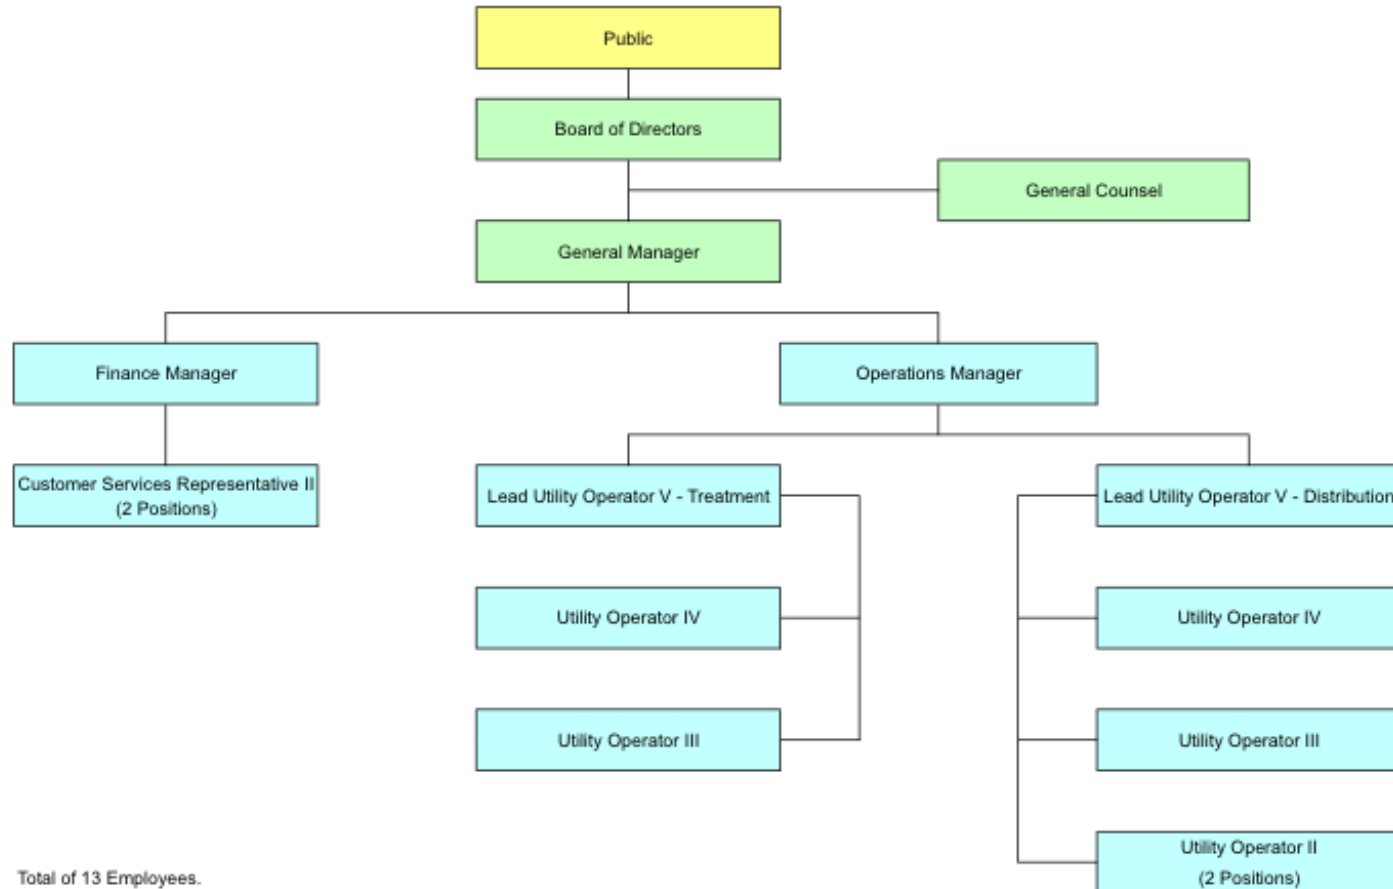 Public
Board of Directors
General Counsel
General Manager
Finance Manager
Operations Manager
Customer Services Representative II
(2 Positions)
Lead Utility Operator V - Treatment
Lead Utility Operator V - Distribution
Utility Operator IV
Utility Operator IV
Utility Operator III
Utility Operator III
Utility Operator II
(2 Positions)
Total of 13 Employees.